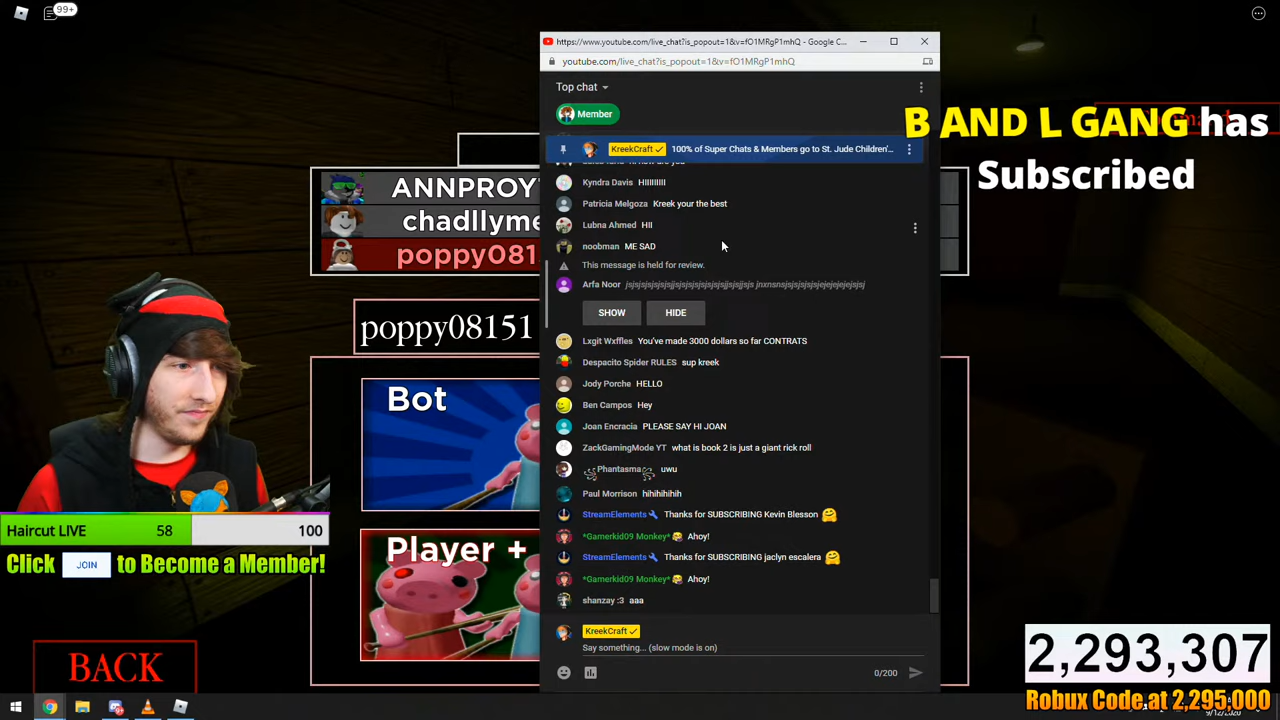 99+
https://www.youtube.com/live_chat?is_popout=1&v=fO1MRgP1mhQ - Google C...
youtube.com/live_chat?is_popout=1&v=fO1MRgP1mhQ
Top chat
Member
B AND L GANG has
Subscribed
KreekCraft 100% of Super Chats & Members go to St. Jude Children'...
Kyndra Davis HIIIIIIIII
Patricia Melgoza Kreek your the best
Lubna Ahmed HII
noobman ME SAD
This message is held for review.
Arfa Noor
SHOW HIDE
Lxgit Wxffles You've made 3000 dollars so far CONTRATS
Despacito Spider RULES sup kreek
Jody Porche HELLO
Ben Campos Hey
Joan Encracia PLEASE SAY HI JOAN
ZackGamingMode YT what is book 2 is just a giant rick roll
꧁Phantasma꧂ uwu
Paul Morrison hihihihihih
StreamElements Thanks for SUBSCRIBING Kevin Blesson 🤗
*Gamerkid09 Monkey* 😂 Ahoy!
StreamElements Thanks for SUBSCRIBING jaclyn escalera 🤗
*Gamerkid09 Monkey* 😂 Ahoy!
shanzay :3 aaa
KreekCraft
Say something... (slow mode is on)
0/200
ANNPROY
chadllyme
poppy081
poppy08151
Bot
Player +
Haircut LIVE 58 100
Click JOIN to Become a Member!
BACK
2,293,307
Robux Code at 2,295,000